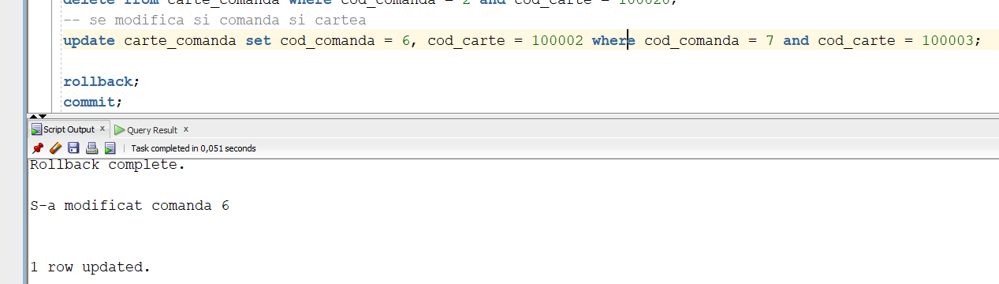 delete from carte_comanda where cod_comanda = 2 and cod_carte = 100020;
-- se modifica si comanda si cartea
update carte_comanda set cod_comanda = 6, cod_carte = 100002 where cod_comanda = 7 and cod_carte = 100003;
rollback;
commit;
Script Output x Query Result x
Task completed in 0,051 seconds
Rollback complete.
S-a modificat comanda 6
1 row updated.